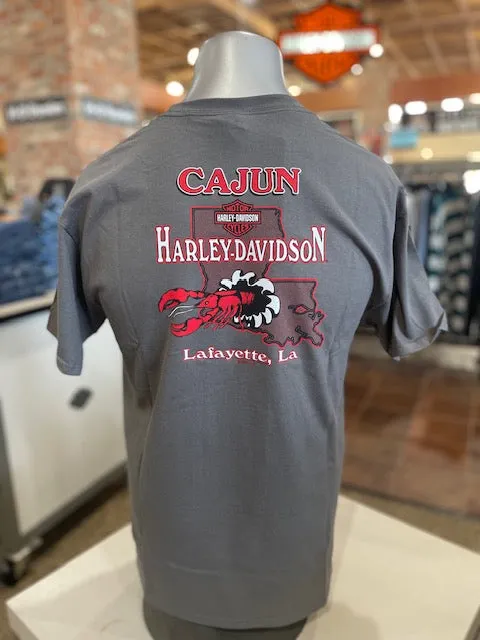 CAJUN
MOTOR
HARLEY-DAVIDSON
CYCLES
HARLEY-DAVIDSON
Lafayette, La